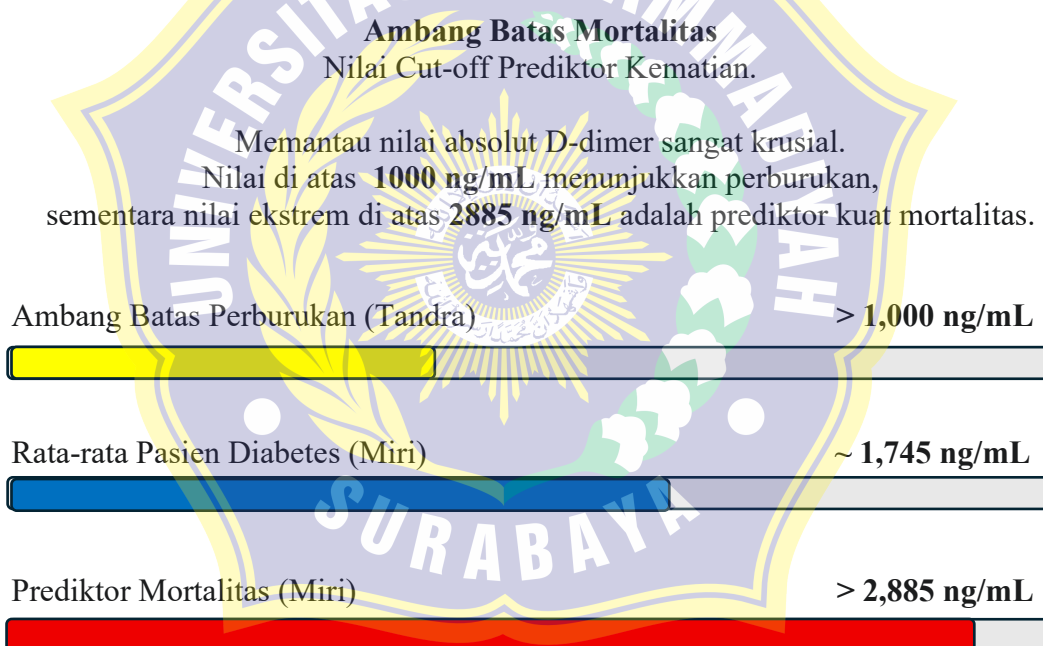 Ambang Batas Mortalitas
Nilai Cut-off Prediktor Kematian.
Memantau nilai absolut D-dimer sangat krusial.
Nilai di atas 1000 ng/mL menunjukkan perburukan,
sementara nilai ekstrem di atas 2885 ng/mL adalah prediktor kuat mortalitas.
Ambang Batas Perburukan (Tandra) > 1,000 ng/mL
Rata-rata Pasien Diabetes (Miri) ~ 1,745 ng/mL
Prediktor Mortalitas (Miri) > 2,885 ng/mL
SURABAYA